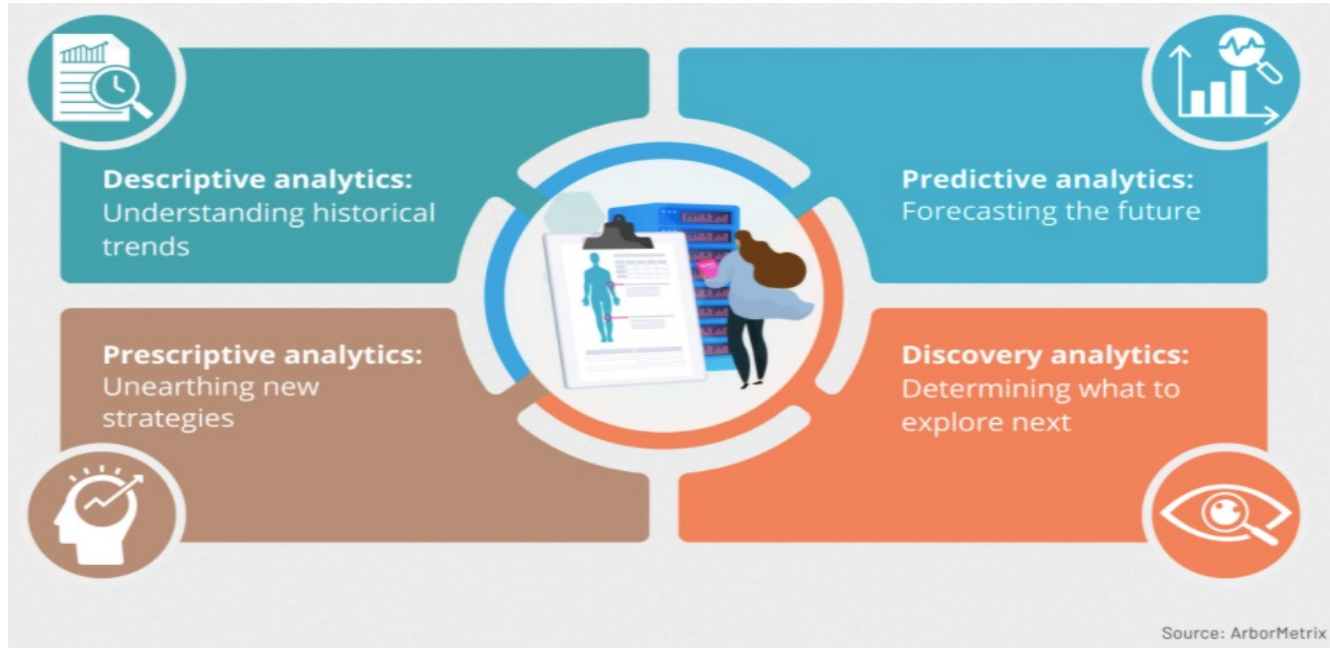 Descriptive analytics:
Understanding historical
trends
Predictive analytics:
Forecasting the future
Prescriptive analytics:
Unearthing new
strategies
Discovery analytics:
Determining what to
explore next
Source: ArborMetrix